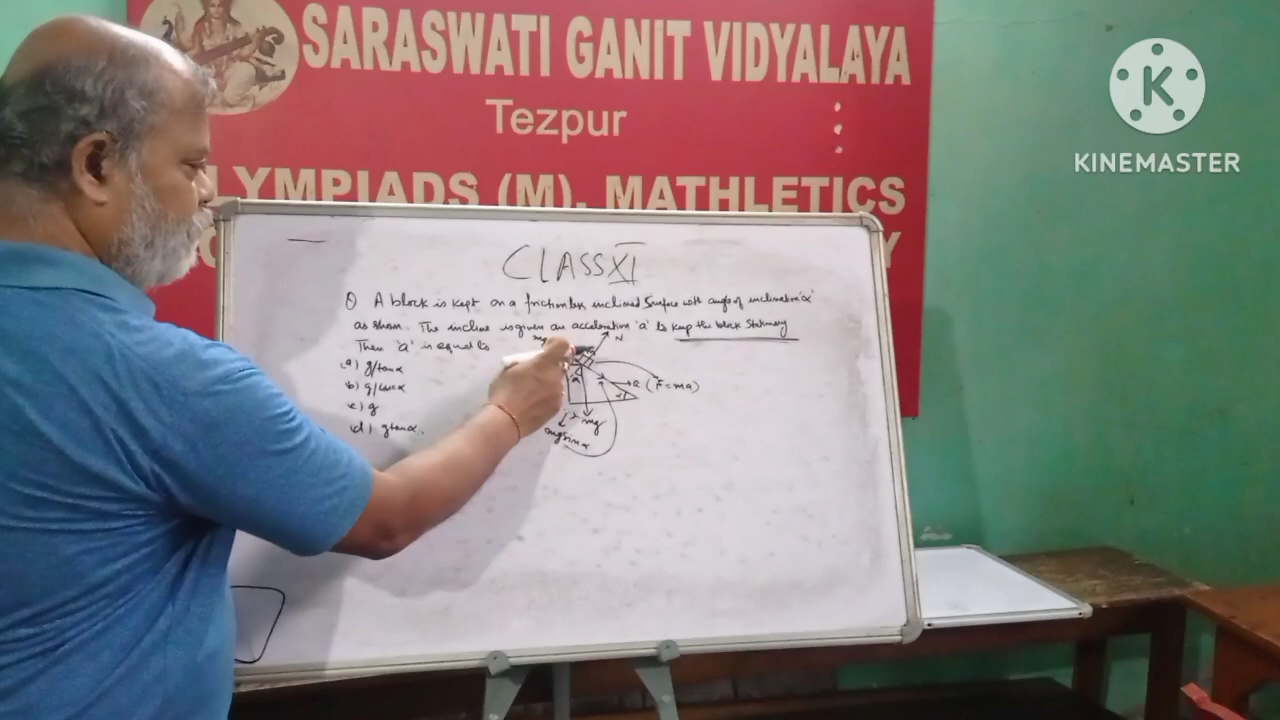 SARASWATI GANIT VIDYALAYA
Tezpur
LYMPIADS (M), MATHLETICS
Y
KINEMASTER
CLASS XI
Q A block is kept on a frictionless inclined surface with angle of inclination 'α'
as shown. The incline is given an acceleration 'a' to keep the block stationary
Then 'a' is equal to
(a) g/tanα
(b) g/
c) g
(d) g tanα.
N
a (F = ma)
α
mg
mg sin α